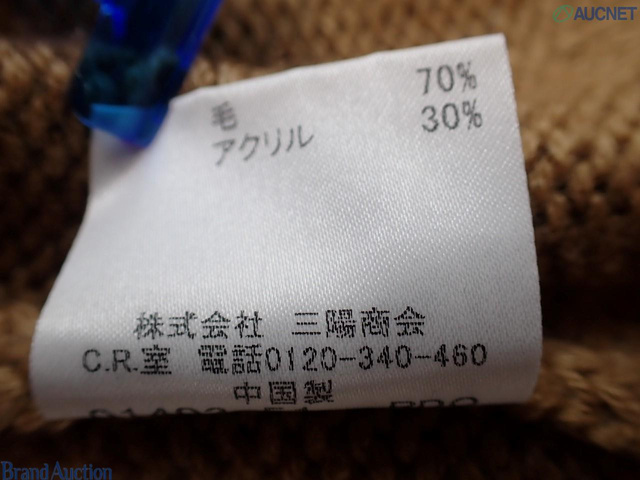 AUCNET
毛 70%
アクリル 30%
株式会社 三陽商会
C.R.室 電話0120-340-460
中国製
Brand Auction